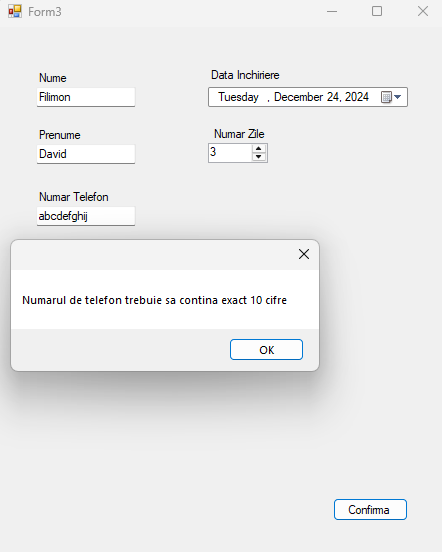 Form3
Nume
Data Inchiriere
Filimon
Tuesday , December 24, 2024
Prenume
Numar Zile
David
3
Numar Telefon
abcdefghij
Numarul de telefon trebuie sa contina exact 10 cifre
OK
Confirma